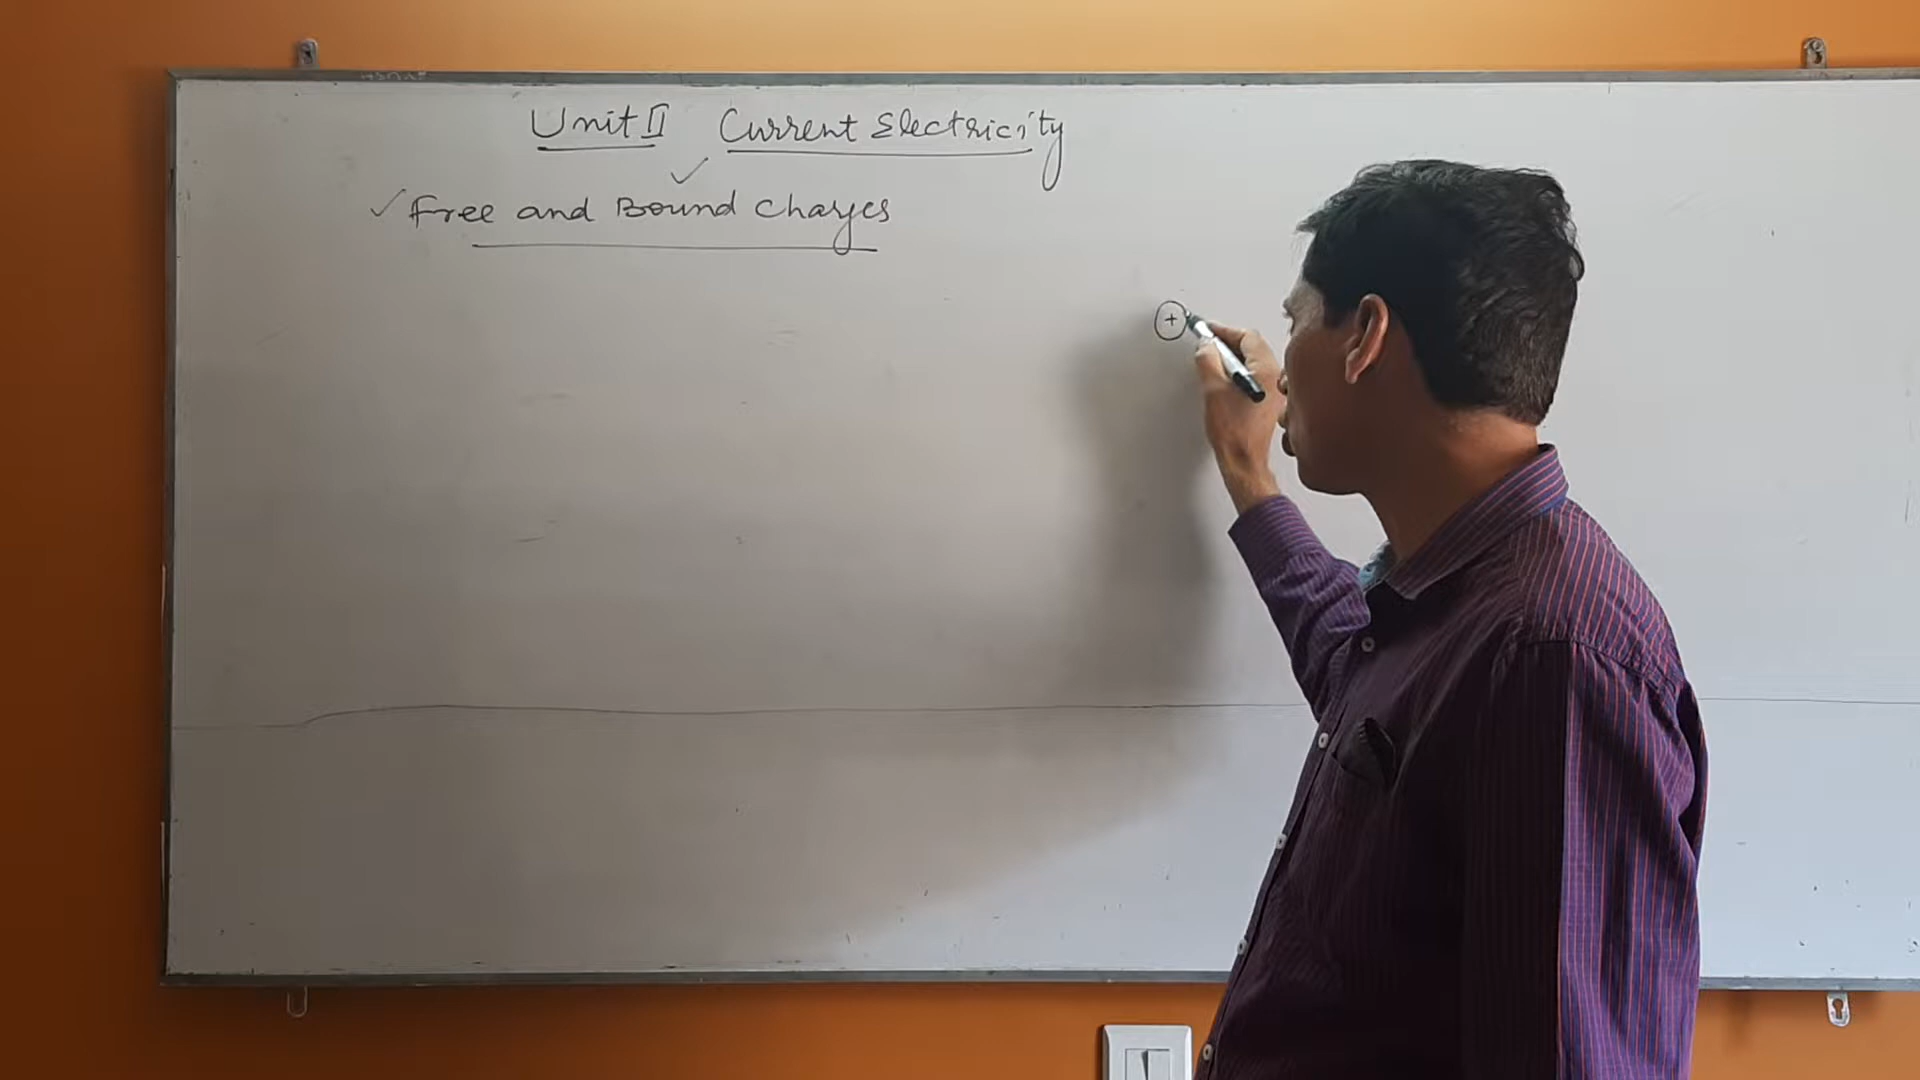 Unit II Current Electricity
✓ Free and Bound Charges
+